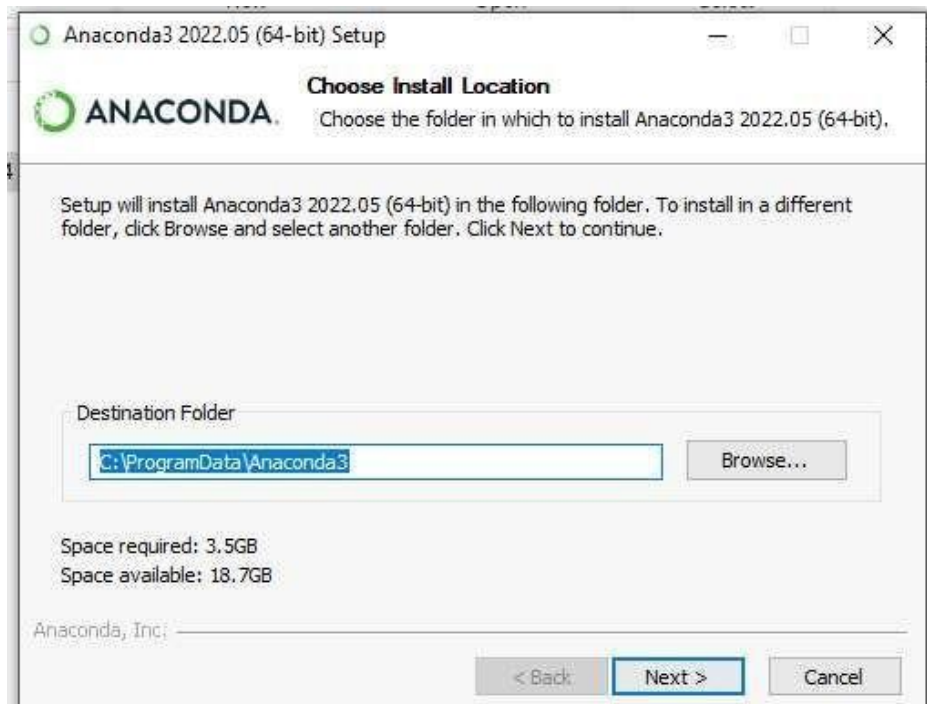 Anaconda3 2022.05 (64-bit) Setup
ANACONDA.
Choose Install Location
Choose the folder in which to install Anaconda3 2022.05 (64-bit).
Setup will install Anaconda3 2022.05 (64-bit) in the following folder. To install in a different
folder, click Browse and select another folder. Click Next to continue.
Destination Folder
C:\ProgramData\Anaconda3
Browse...
Space required: 3.5GB
Space available: 18.7GB
Anaconda, Inc.
< Back
Next >
Cancel